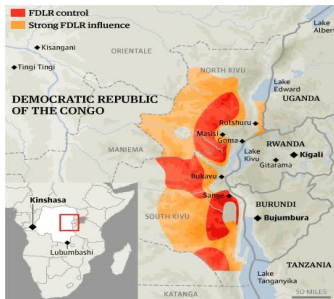 FDLR control
Strong FDLR influence
Kisangani
ORIENTALE
Lake
Albert
Tingi Tingi
NORTH KIVU
Lake
Edward
UGANDA
DEMOCRATIC REPUBLIC
OF THE CONGO
Rutshuru
Masisi
Goma
RWANDA
MANIEMA
Lake
Kivu
Kigali
Gitarama
Bukavu
Kinshasa
Sange
BURUNDI
SOUTH KIVU
Bujumbura
Lubumbashi
TANZANIA
KATANGA
Lake
Tanganyika
50 MILES